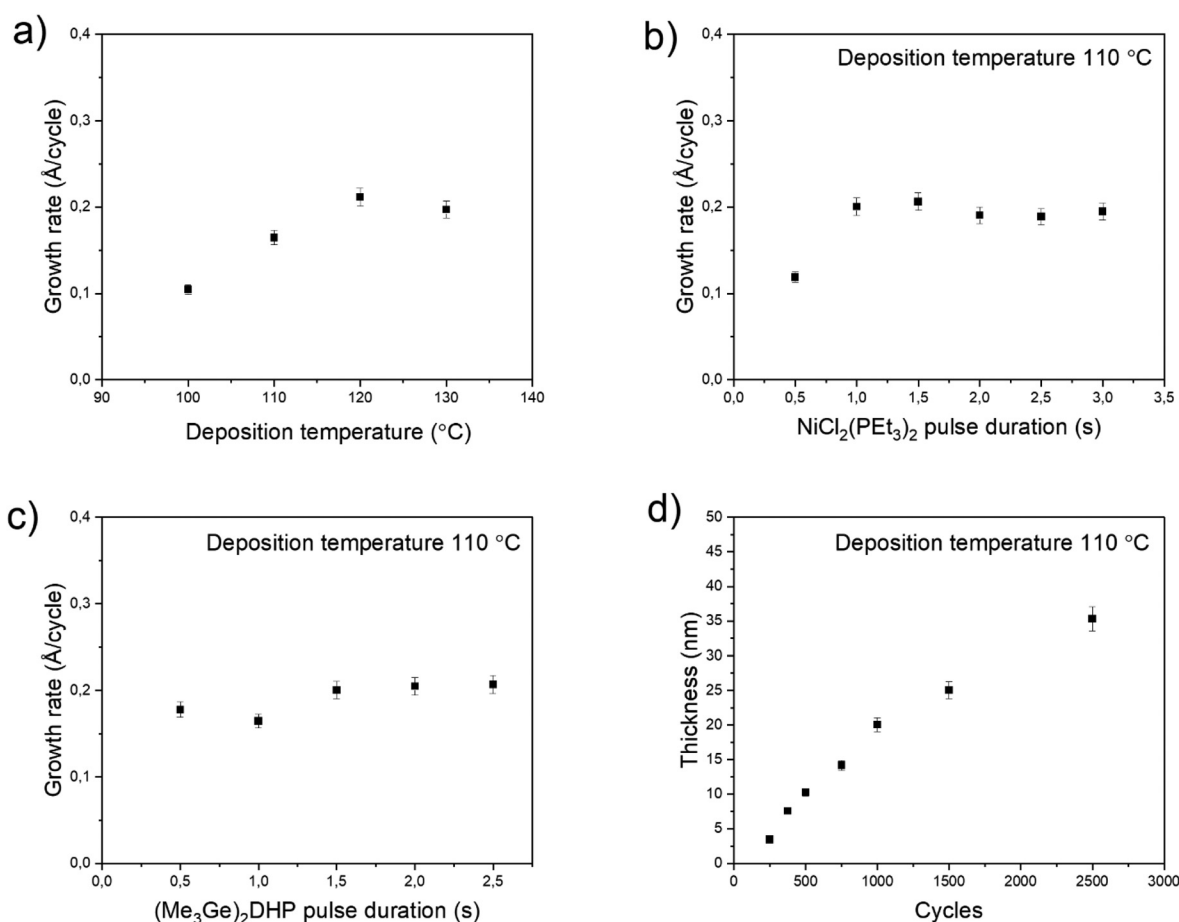 a)
0,4
0,3
0,2
0,1
0,0
Growth rate (Å/cycle)
90 100 110 120 130 140
Deposition temperature (°C)
b)
Deposition temperature 110 °C
0,4
0,3
0,2
0,1
0,0
Growth rate (Å/cycle)
0,0 0,5 1,0 1,5 2,0 2,5 3,0 3,5
NiCl₂(PEt₃)₂ pulse duration (s)
c)
Deposition temperature 110 °C
0,4
0,3
0,2
0,1
0,0
Growth rate (Å/cycle)
0,0 0,5 1,0 1,5 2,0 2,5
(Me₃Ge)₂DHP pulse duration (s)
d)
Deposition temperature 110 °C
50
45
40
35
30
25
20
15
10
5
0
Thickness (nm)
0 500 1000 1500 2000 2500 3000
Cycles